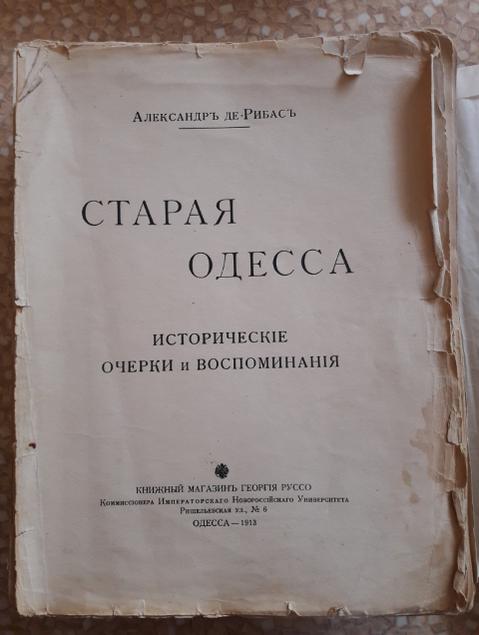 Александръ де-Рибасъ
СТАРАЯ
ОДЕССА
ИСТОРИЧЕСКІЕ
ОЧЕРКИ и ВОСПОМИНАНІЯ
КНИЖНЫЙ МАГАЗИНЪ ГЕОРГІЯ РУССО
Коммиссіонера Императорскаго Новороссійскаго Университета
Ришельевская ул., № 6
ОДЕССА—1913